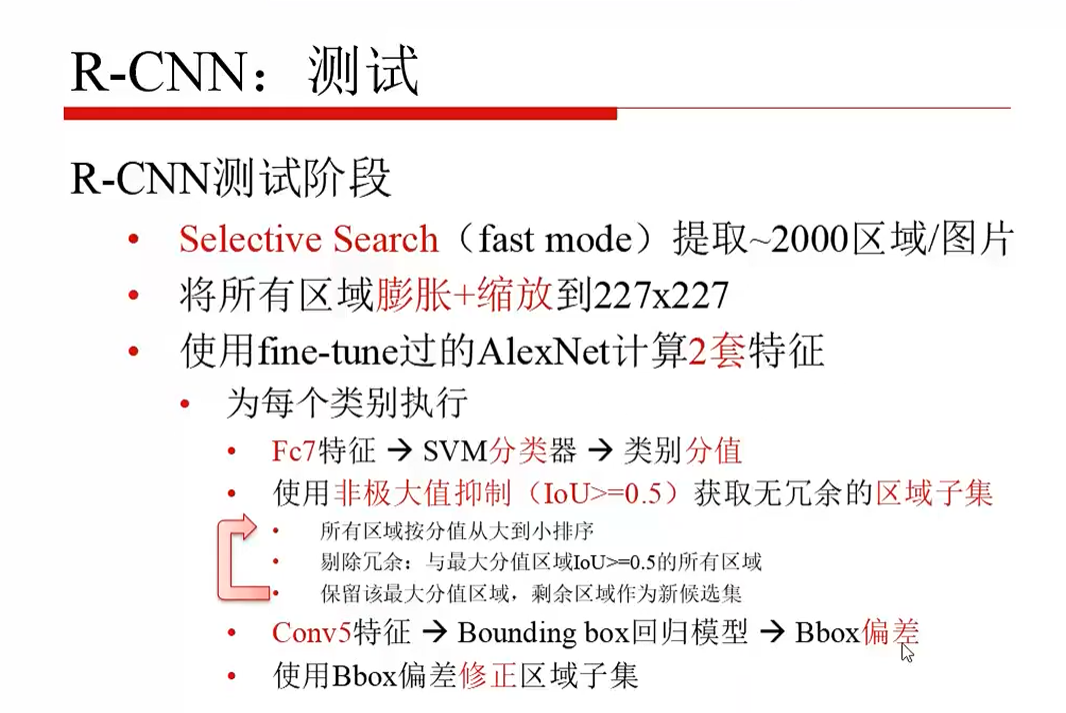 R-CNN：测试
R-CNN测试阶段
• Selective Search（fast mode）提取~2000区域/图片
• 将所有区域膨胀+缩放到227x227
• 使用fine-tune过的AlexNet计算2套特征
• 为每个类别执行
• Fc7特征 → SVM分类器 → 类别分值
• 使用非极大值抑制（IoU>=0.5）获取无冗余的区域子集
• 所有区域按分值从大到小排序
• 剔除冗余：与最大分值区域IoU>=0.5的所有区域
• 保留该最大分值区域，剩余区域作为新候选集
• Conv5特征 → Bounding box回归模型 → Bbox偏差
• 使用Bbox偏差修正区域子集